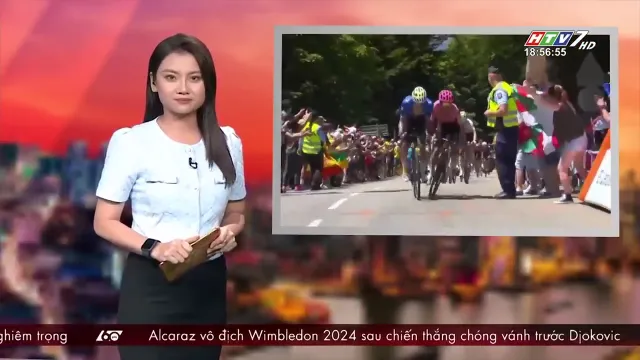 HTV7 HD
18:56:55
nghiêm trọng 60 Alcaraz vô địch Wimbledon 2024 sau chiến thắng chóng vánh trước Djokovic